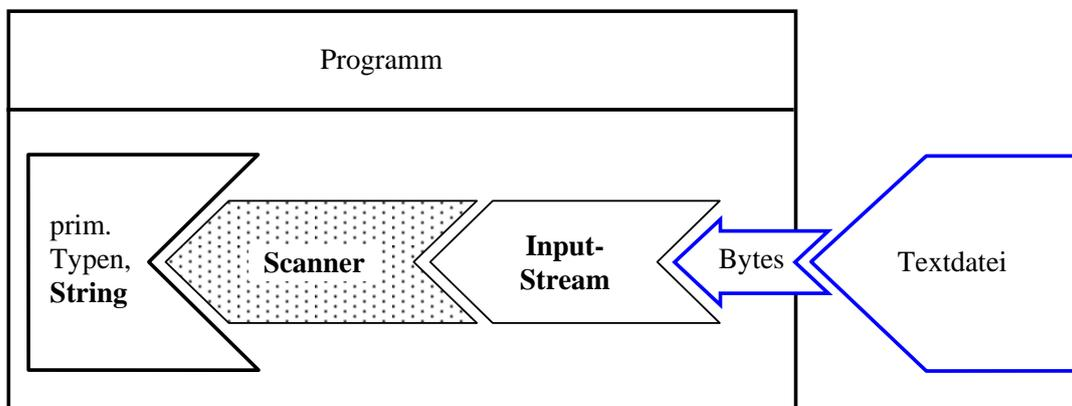 Programm
prim.
Typen,
String
Scanner
Input-
Stream
Bytes
Textdatei